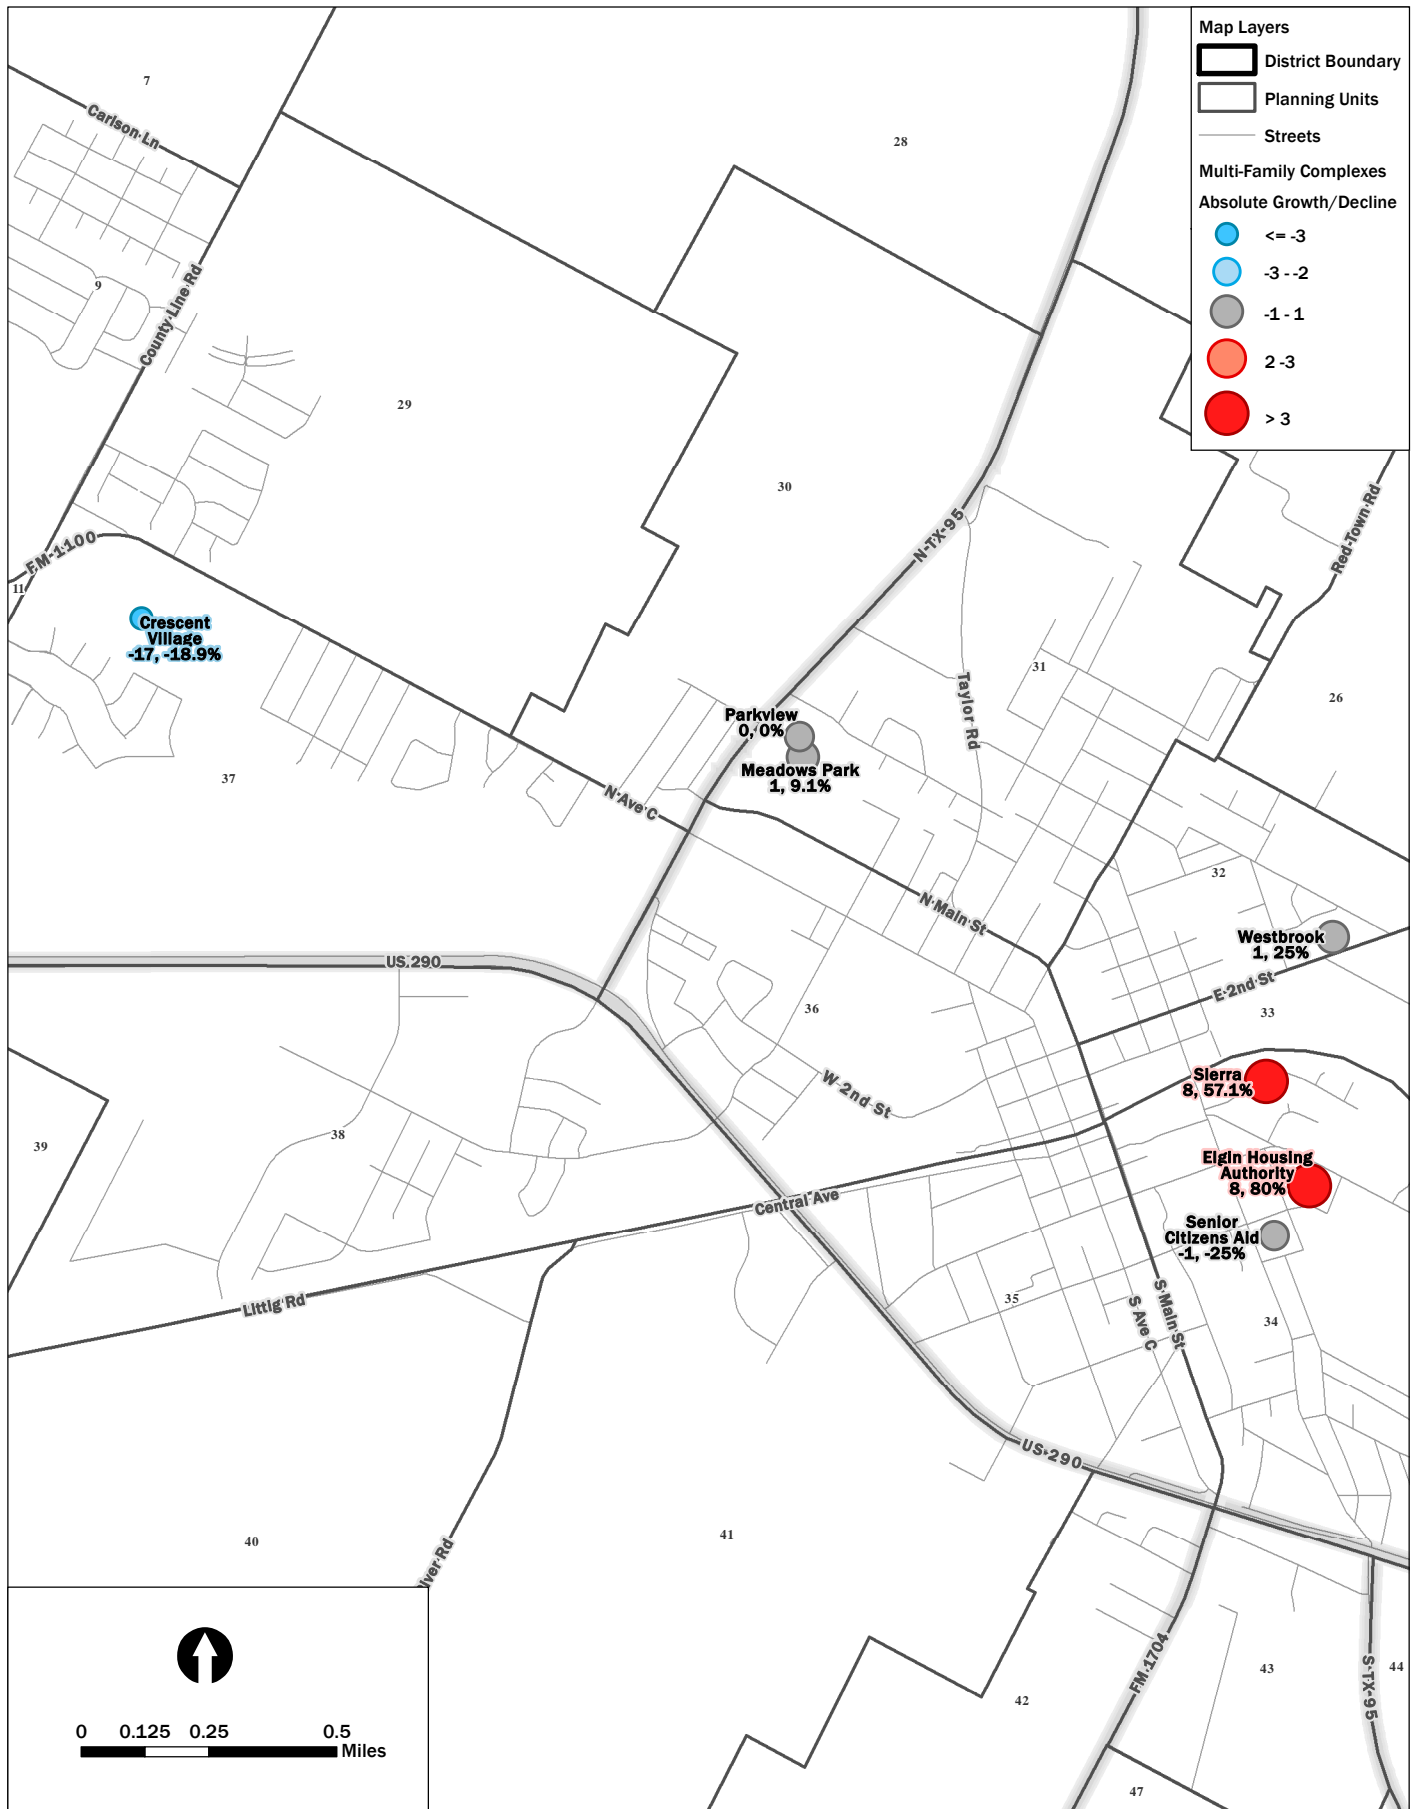 Map Layers
District Boundary
Planning Units
Streets
Multi-Family Complexes
Absolute Growth/Decline
<= -3
-3 - -2
-1 - 1
2 -3
> 3
7
Carlson Ln
28
9
County Line Rd
29
30
N TX-95
Red Town Rd
FM-1100
11
Crescent
Village
-17, -18.9%
31
26
Taylor Rd
Parkview
0, 0%
Meadows Park
1, 9.1%
37
N Ave C
32
N Main St
Westbrook
1, 25%
US 290
E 2nd St
36
33
W 2nd St
Sierra
8, 57.1%
39
38
Elgin Housing
Authority
8, 80%
Central Ave
Senior
Citizens Aid
-1, -25%
Littig Rd
35
S Ave C
S Main St
34
US-290
40
41
lver Rd
42
FM 1704
43
S TX-95
44
47
0 0.125 0.25 0.5
Miles